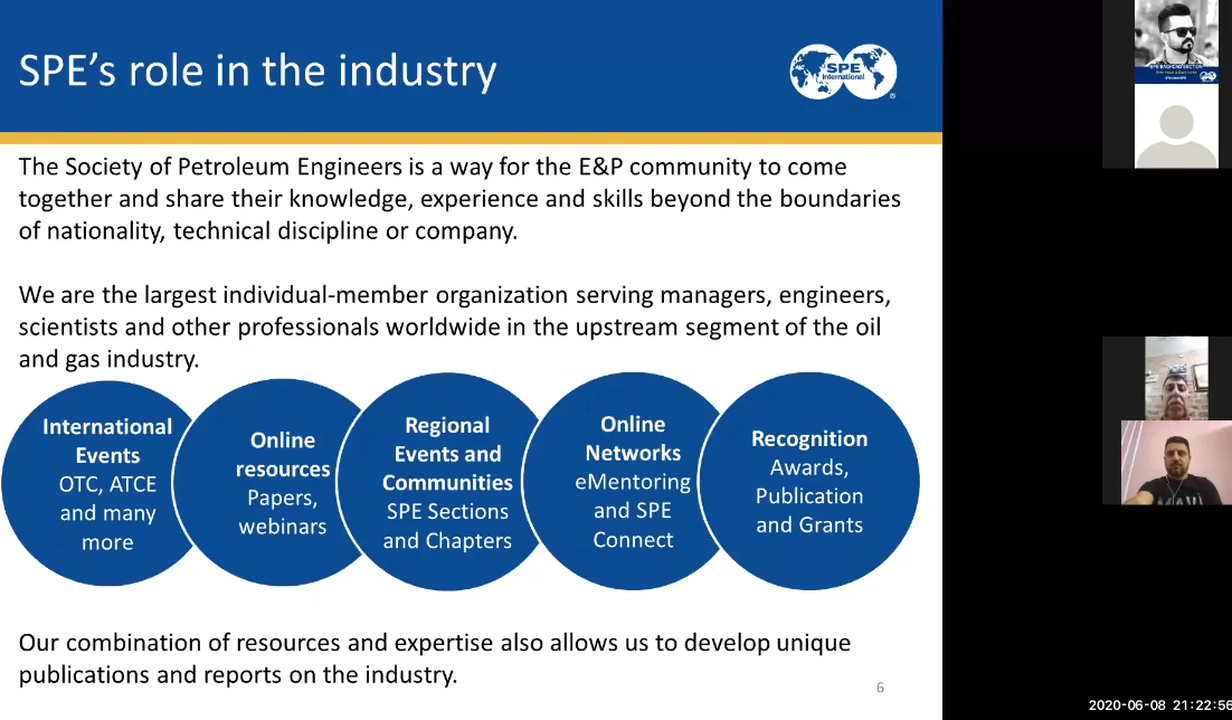 SPE's role in the industry
SPE
International
The Society of Petroleum Engineers is a way for the E&P community to come
together and share their knowledge, experience and skills beyond the boundaries
of nationality, technical discipline or company.
We are the largest individual-member organization serving managers, engineers,
scientists and other professionals worldwide in the upstream segment of the oil
and gas industry.
International
Events
OTC, ATCE
and many
more
Online
resources
Papers,
webinars
Regional
Events and
Communities
SPE Sections
and Chapters
Online
Networks
eMentoring
and SPE
Connect
Recognition
Awards,
Publication
and Grants
Our combination of resources and expertise also allows us to develop unique
publications and reports on the industry.
6
SPE BAGHDAD SECTION
2020-06-08 21:22:56